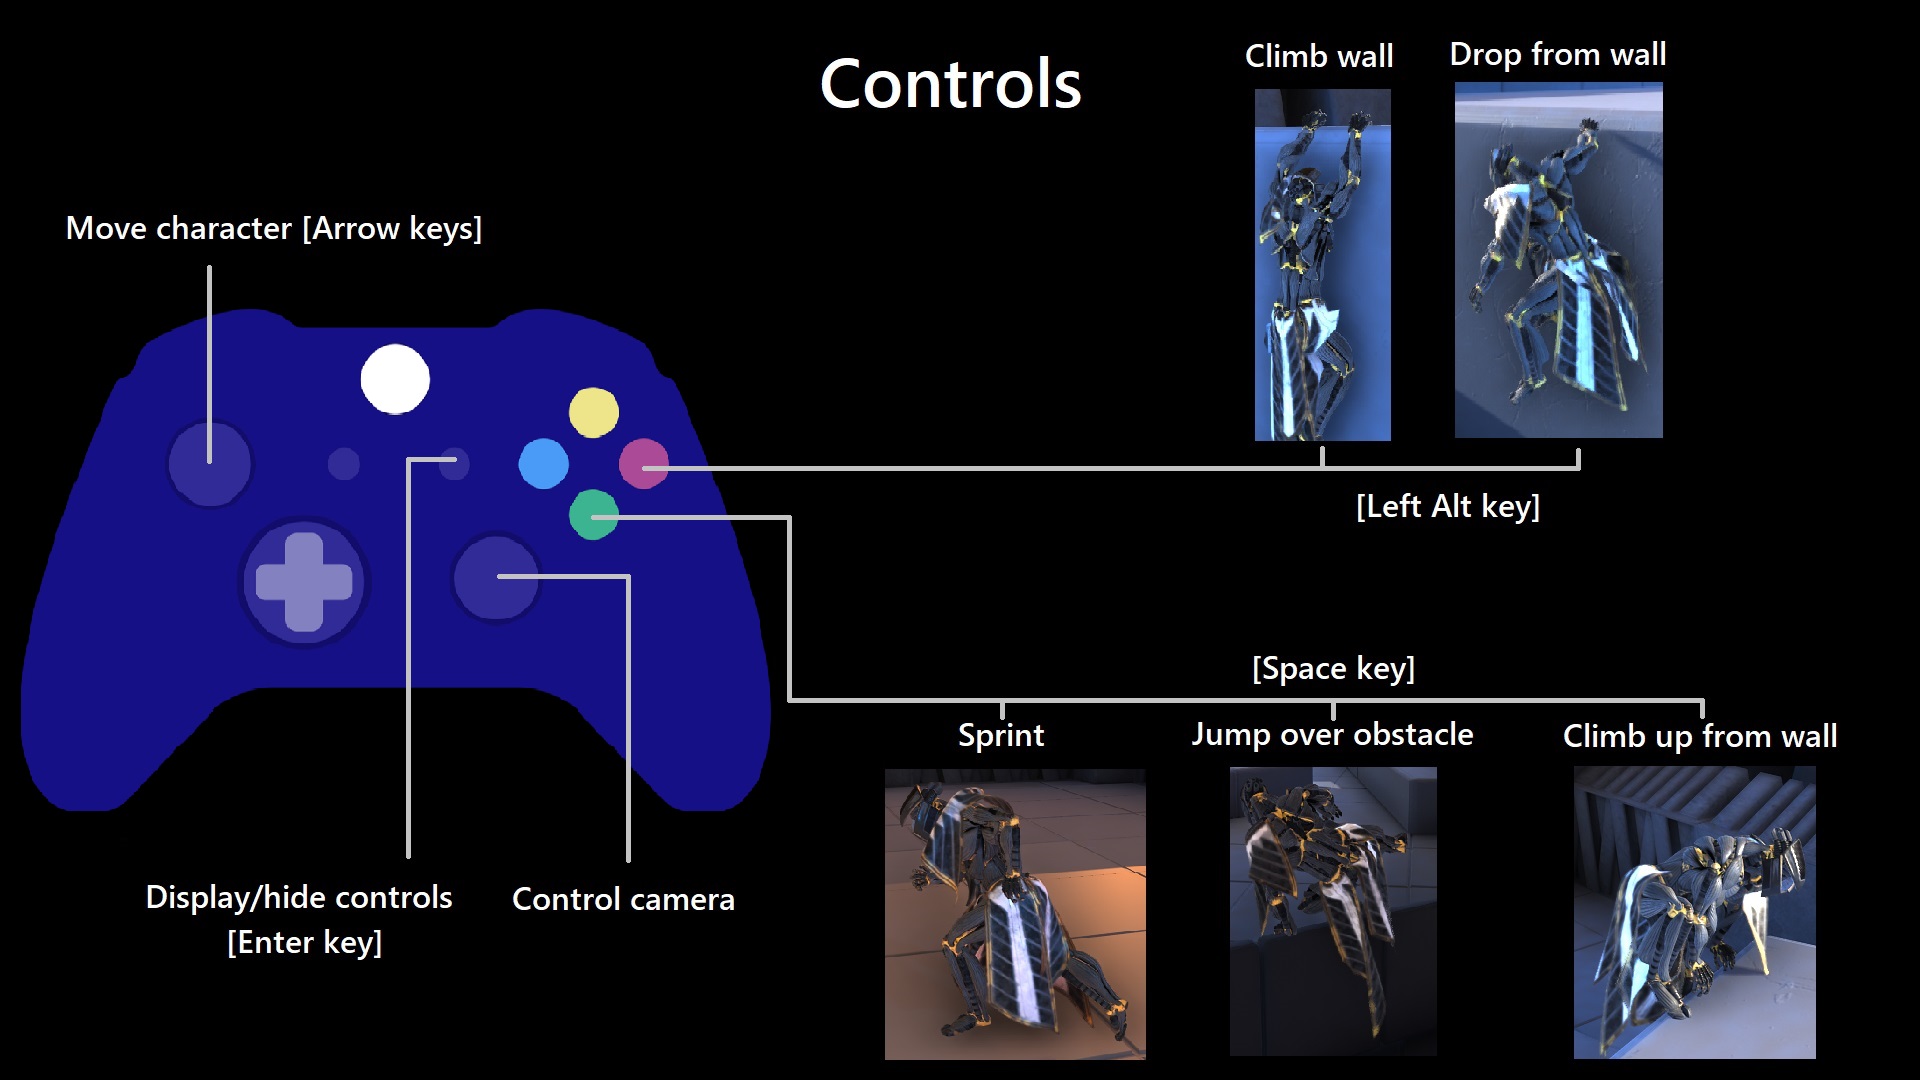 Controls
Climb wall
Drop from wall
Move character [Arrow keys]
[Left Alt key]
[Space key]
Sprint
Jump over obstacle
Climb up from wall
Display/hide controls
[Enter key]
Control camera